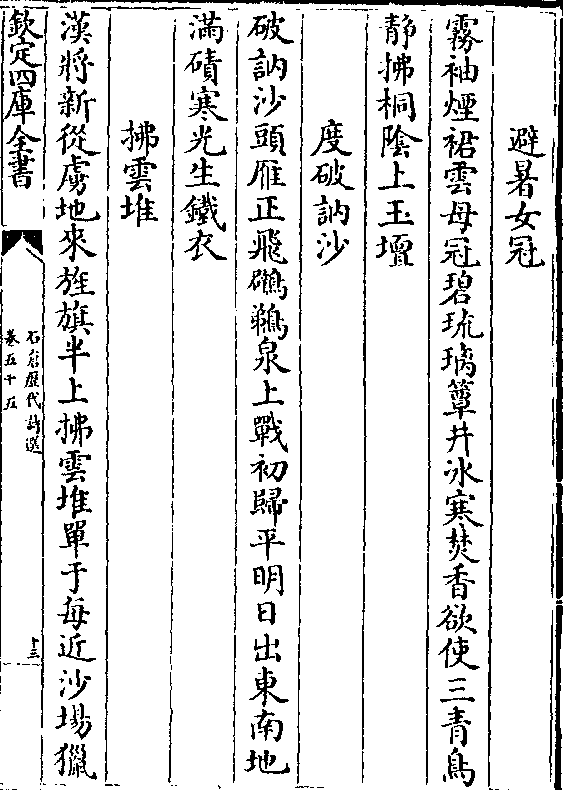 避暑女冠
霧袖煙裙雲母冠碧琉璃簟井冰寒焚香欲使三青鳥
静拂桐隂上玉壇
度破訥沙
破訥沙頭雁正飛鸊鵜泉上戰初歸平明日出東南地
滿磧寒光生鐵衣
拂雲堆
漢將新從虜地來旌旗半上拂雲堆單于每近沙場獵
欽定四庫全書
石倉歷代詩選
卷五十五
十三